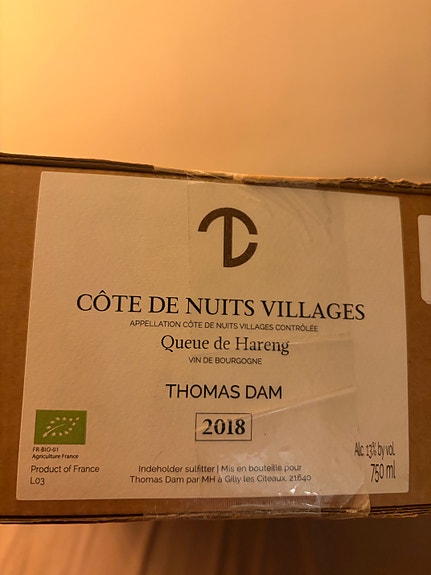 CÔTE DE NUITS VILLAGES
APPELLATION CÔTE DE NUITS VILLAGES CONTRÔLÉE
Queue de Hareng
VIN DE BOURGOGNE
THOMAS DAM
2018
FR-BIO-01
Agriculture France
Product of France
L03
Indeholder sulfitter | Mis en bouteille pour
Thomas Dam par MH à Gilly les Citeaux, 21640
Alc. 13% by vol
750 ml